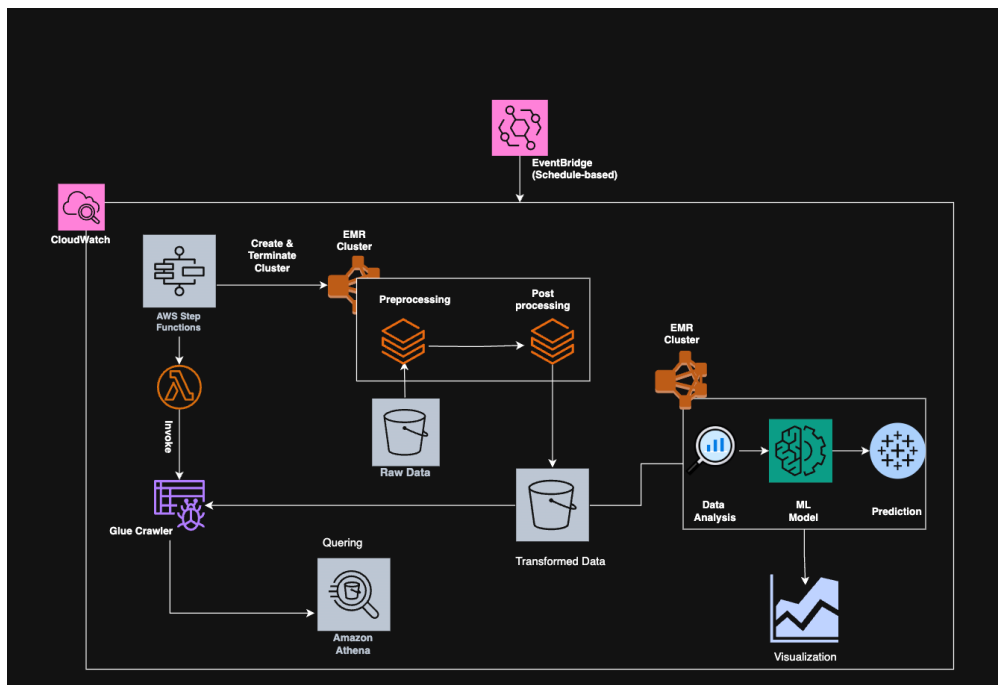 EventBridge
(Schedule-based)
CloudWatch
Create &
Terminate
Cluster
EMR
Cluster
AWS Step
Functions
Preprocessing
Post
processing
EMR
Cluster
Invoke
Raw Data
Data
Analysis
ML
Model
Prediction
Glue Crawler
Quering
Transformed Data
Amazon
Athena
Visualization